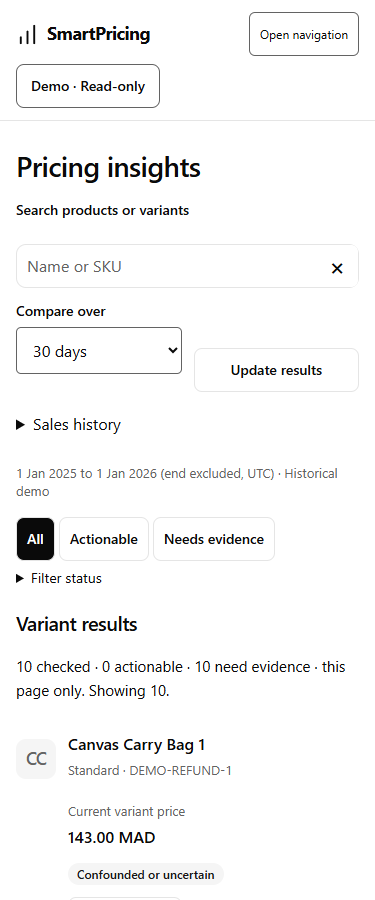 SmartPricing
Open navigation
Demo · Read-only
Pricing insights
Search products or variants
Name or SKU
Compare over
30 days
Update results
Sales history
1 Jan 2025 to 1 Jan 2026 (end excluded, UTC) · Historical
demo
All
Actionable
Needs evidence
Filter status
Variant results
10 checked · 0 actionable · 10 need evidence · this
page only. Showing 10.
CC
Canvas Carry Bag 1
Standard · DEMO-REFUND-1
Current variant price
143.00 MAD
Confounded or uncertain